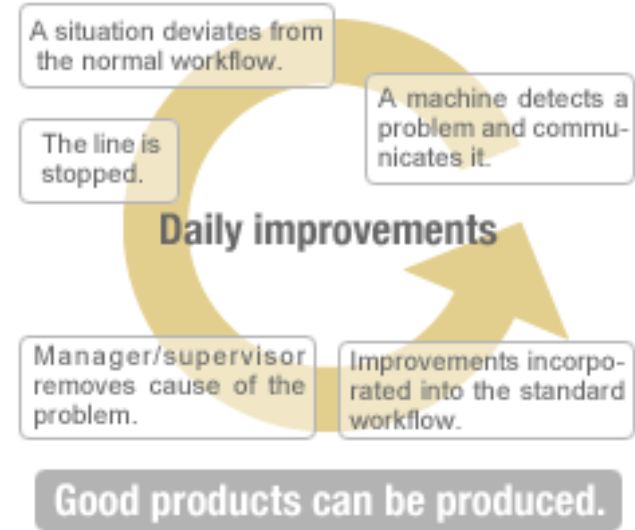 A situation deviates from
the normal workflow.
A machine detects a
problem and commu-
nicates it.
The line is
stopped.
Daily improvements
Manager/supervisor
removes cause of the
problem.
Improvements incorpo-
rated into the standard
workflow.
Good products can be produced.